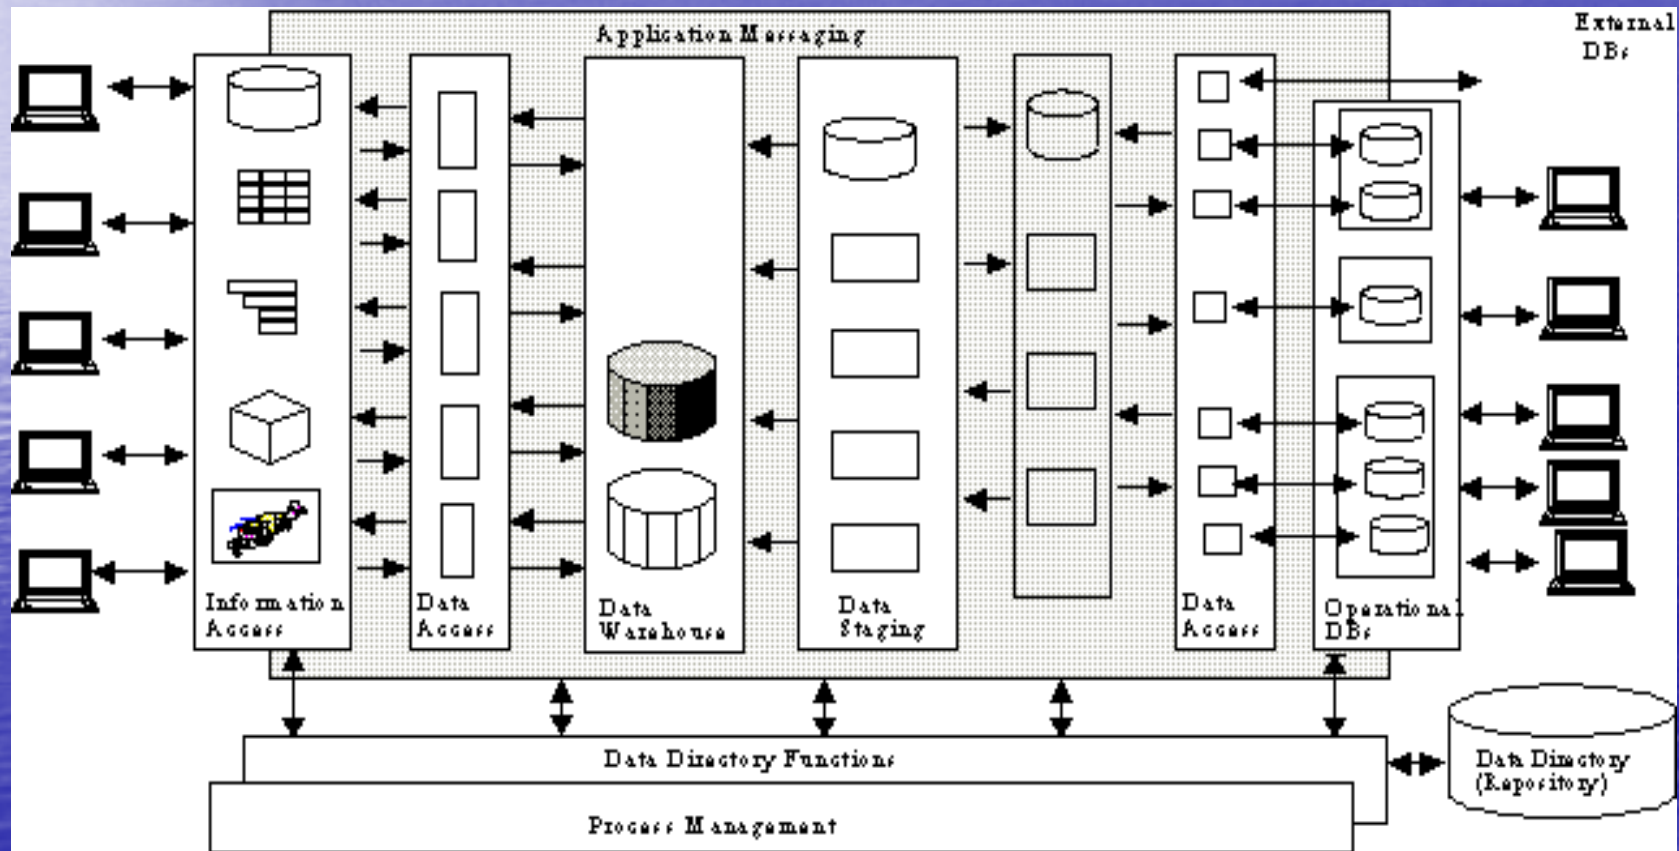 Application Messaging
External
DBs
Information
Access
Data
Access
Data
Warehouse
Data
Staging
Data
Access
Operational
DBs
Data Directory Functions
Data Directory
(Repository)
Process Management